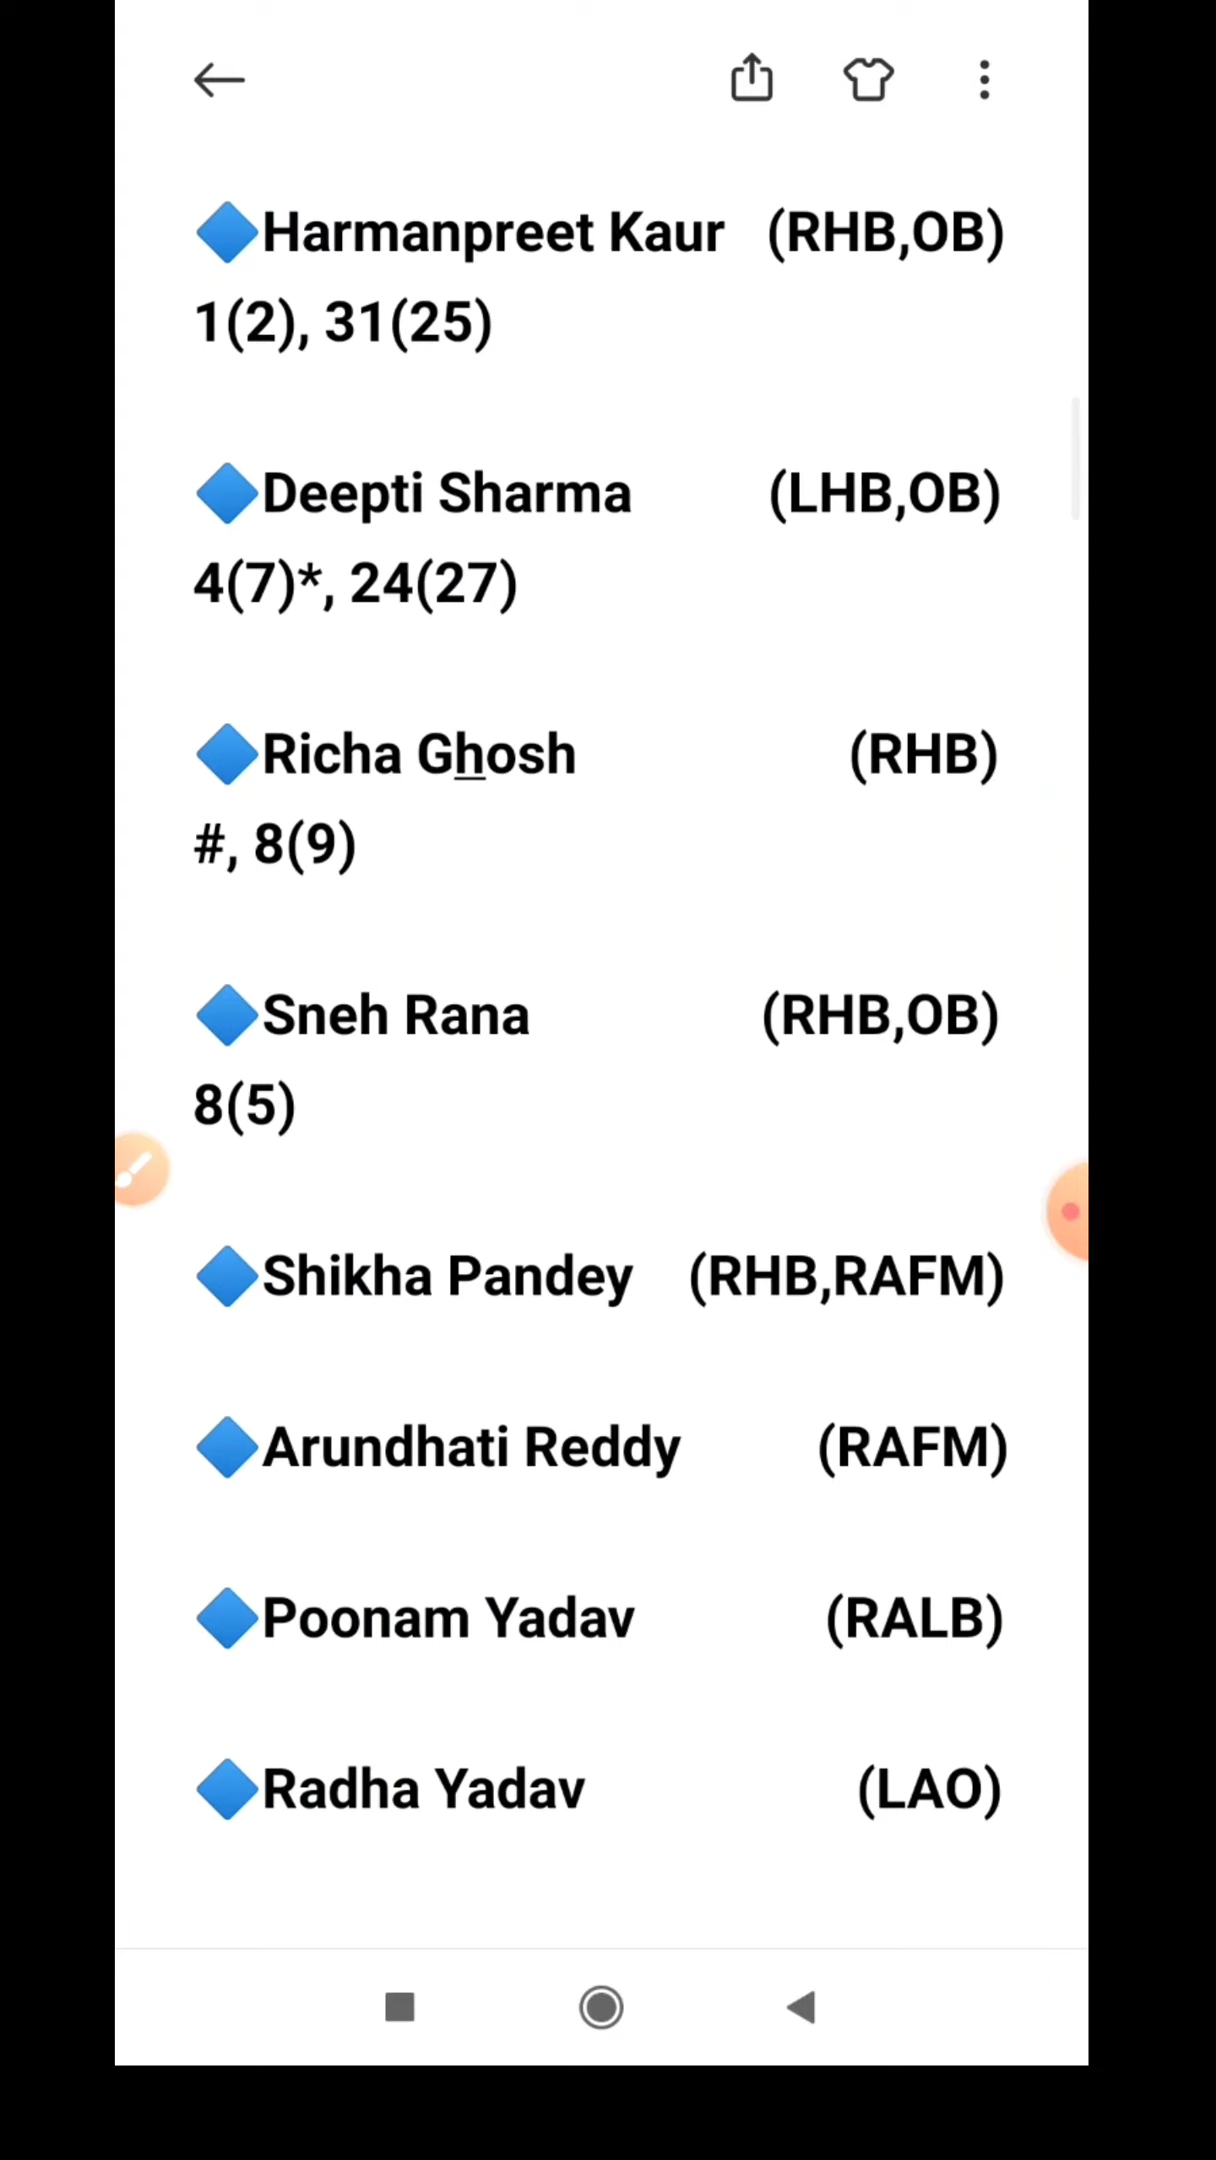 🔷Harmanpreet Kaur (RHB,OB)
1(2), 31(25)
🔷Deepti Sharma (LHB,OB)
4(7)*, 24(27)
🔷Richa Ghosh (RHB)
#, 8(9)
🔷Sneh Rana (RHB,OB)
8(5)
🔷Shikha Pandey (RHB,RAFM)
🔷Arundhati Reddy (RAFM)
🔷Poonam Yadav (RALB)
🔷Radha Yadav (LAO)